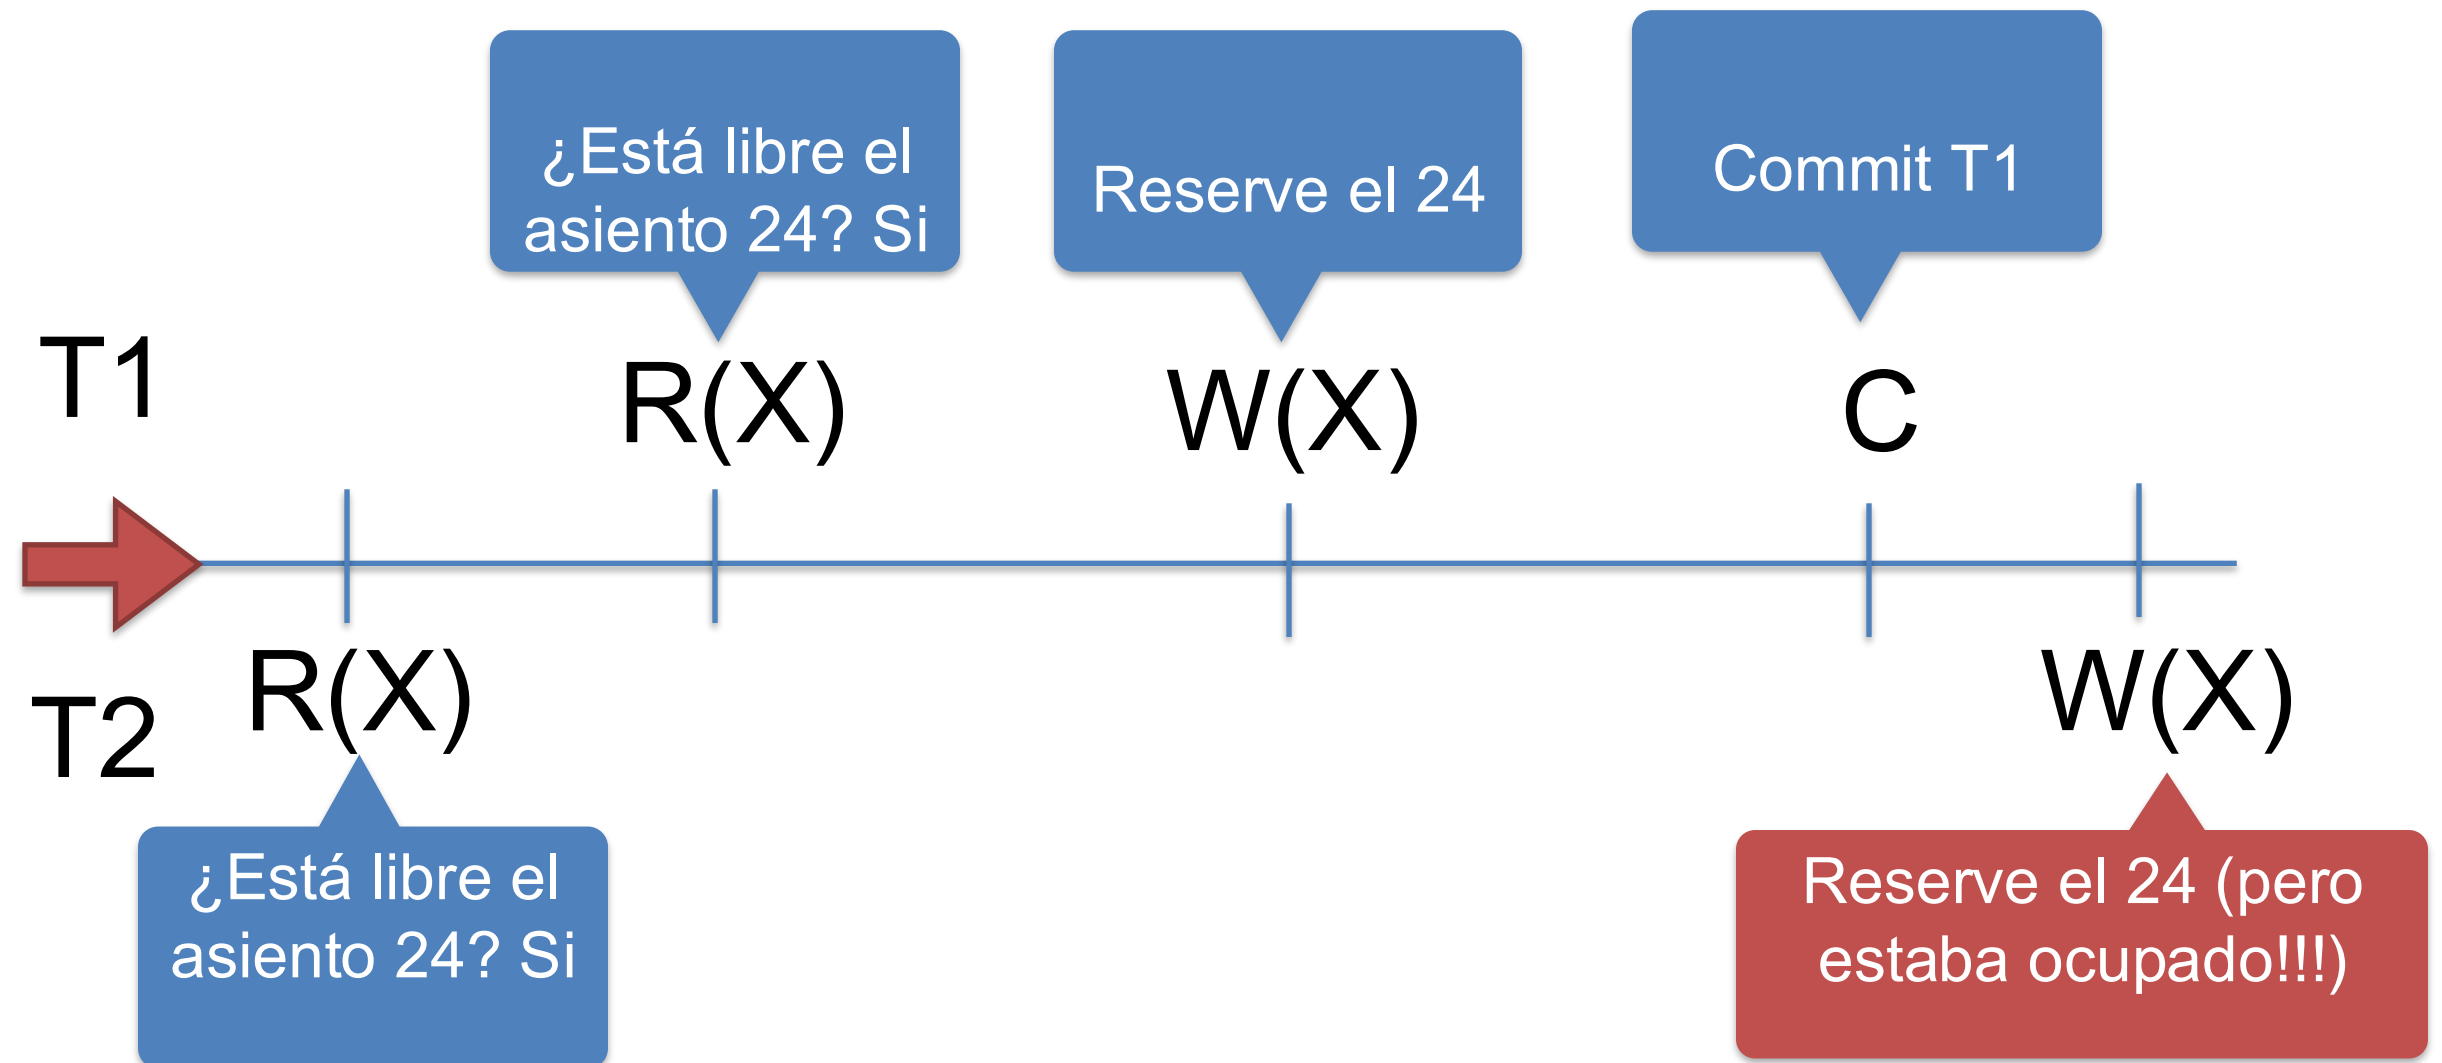 ¿Está libre el
asiento 24? Si
Reserve el 24
Commit T1
T1
R(X)
W(X)
C
T2
R(X)
W(X)
¿Está libre el
asiento 24? Si
Reserve el 24 (pero
estaba ocupado!!!)